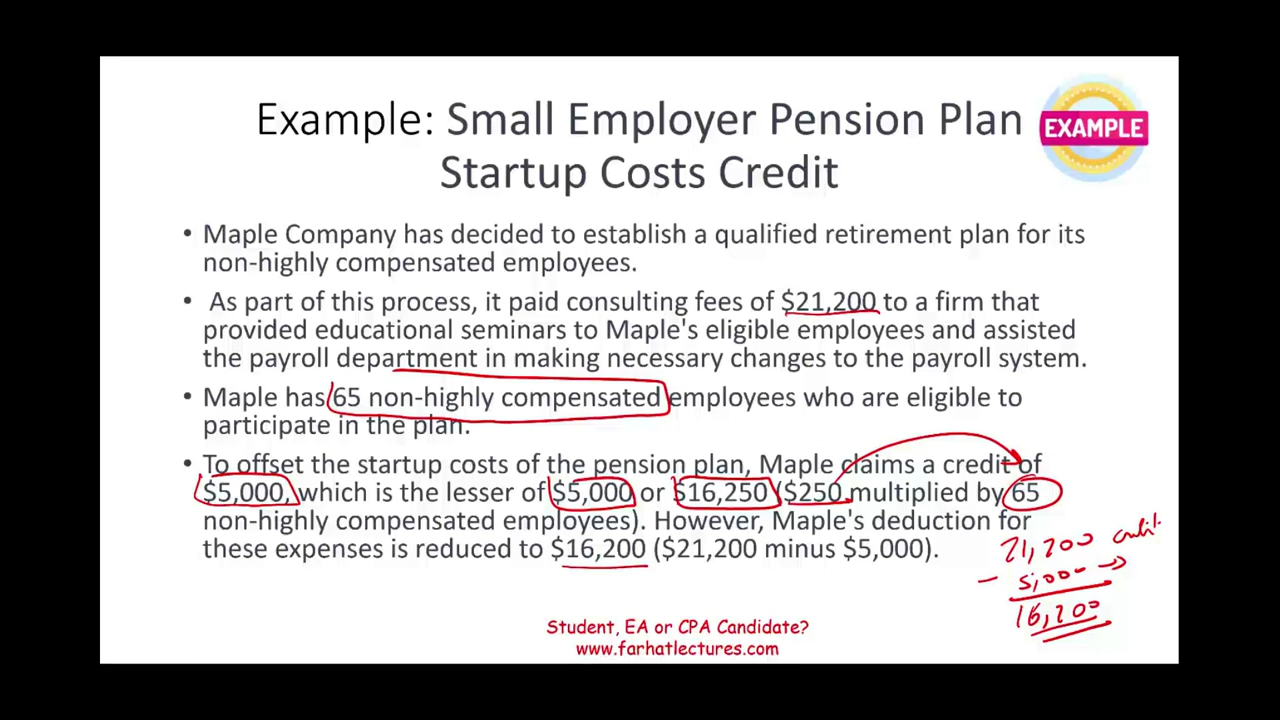 Example: Small Employer Pension Plan
Startup Costs Credit
EXAMPLE
• Maple Company has decided to establish a qualified retirement plan for its
non-highly compensated employees.
• As part of this process, it paid consulting fees of $21,200 to a firm that
provided educational seminars to Maple's eligible employees and assisted
the payroll department in making necessary changes to the payroll system.
• Maple has 65 non-highly compensated employees who are eligible to
participate in the plan.
• To offset the startup costs of the pension plan, Maple claims a credit of
$5,000, which is the lesser of $5,000 or $16,250 ($250 multiplied by 65
non-highly compensated employees). However, Maple's deduction for
these expenses is reduced to $16,200 ($21,200 minus $5,000).
21,200
- 5,000 →
16,200
Student, EA or CPA Candidate?
www.farhatlectures.com